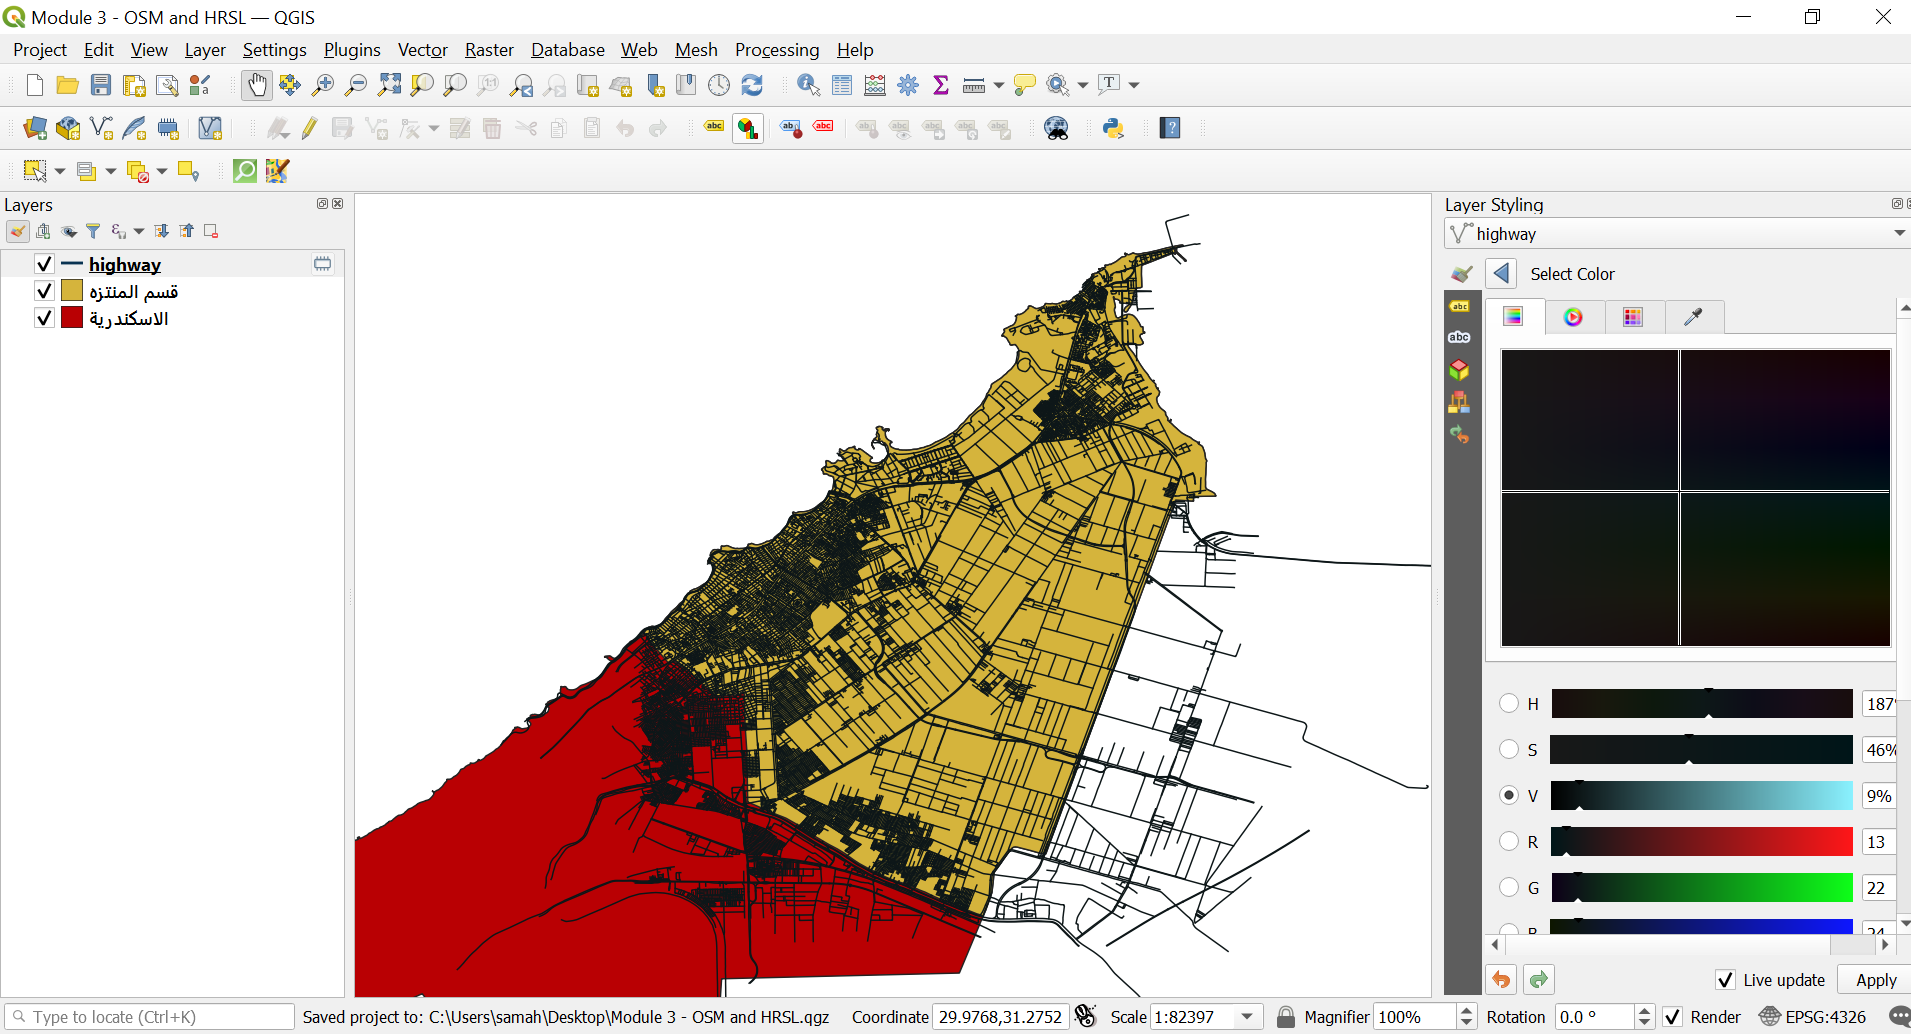 Module 3 - OSM and HRSL — QGIS
Project Edit View Layer Settings Plugins Vector Raster Database Web Mesh Processing Help
Layers
highway
قسم المنتزه
الاسكندرية
Layer Styling
highway
Select Color
H 187°
S 46%
V 9%
R 13
G 22
B 24
Live update Apply
Type to locate (Ctrl+K) Saved project to: C:\Users\samah\Desktop\Module 3 - OSM and HRSL.qgz Coordinate 29.9768,31.2752 Scale 1:82397 Magnifier 100% Rotation 0.0 ° Render EPSG:4326